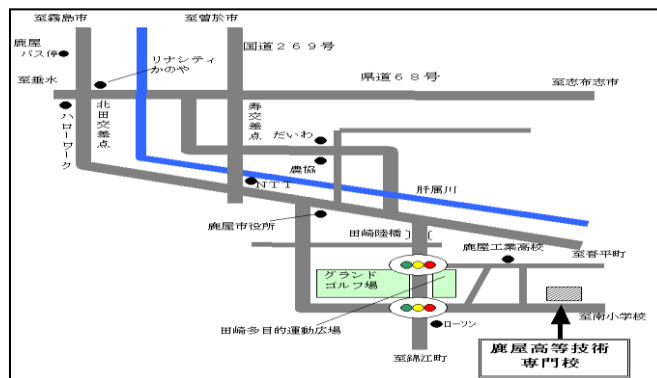 至霧島市
至曽於市
鹿屋
バス停
国道269号
リナシティ
かのや
県道68号
至垂水
至志布志市
ハローワーク
北田交差点
寿交差点
だいわ
農協
NTT
肝属川
鹿屋市役所
田崎陸橋
鹿屋工業高校
至吾平町
グランド
ゴルフ場
田崎多目的運動広場
ローソン
至南小学校
至錦江町
鹿屋高等技術
専門校